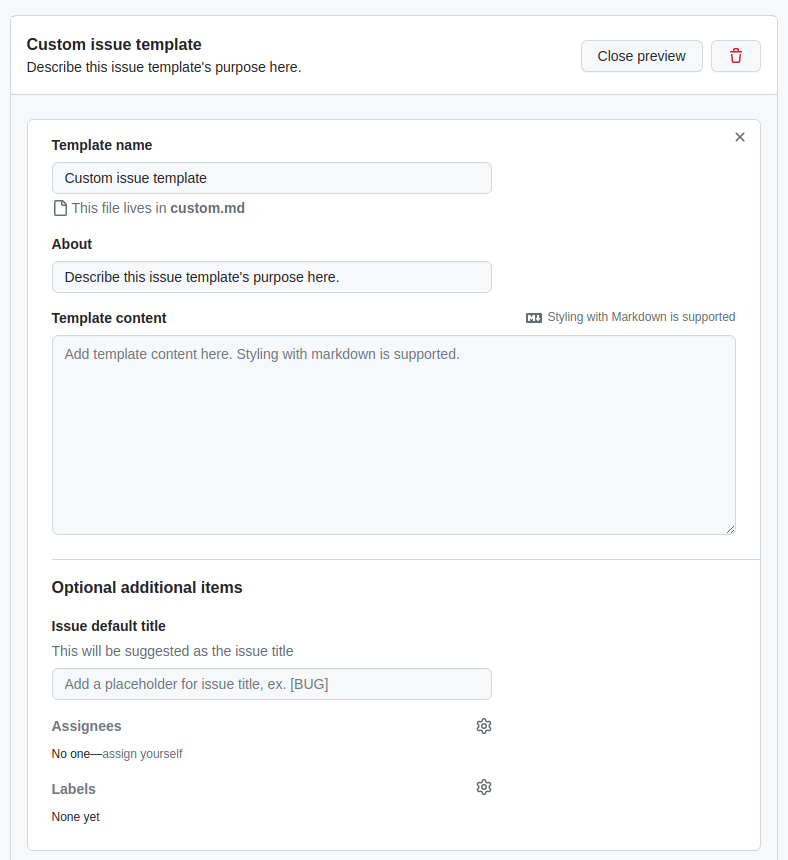 Custom issue template
Describe this issue template's purpose here.
Close preview
Template name
Custom issue template
This file lives in custom.md
About
Describe this issue template's purpose here.
Template content
Styling with Markdown is supported
Add template content here. Styling with markdown is supported.
Optional additional items
Issue default title
This will be suggested as the issue title
Add a placeholder for issue title, ex. [BUG]
Assignees
No one—assign yourself
Labels
None yet